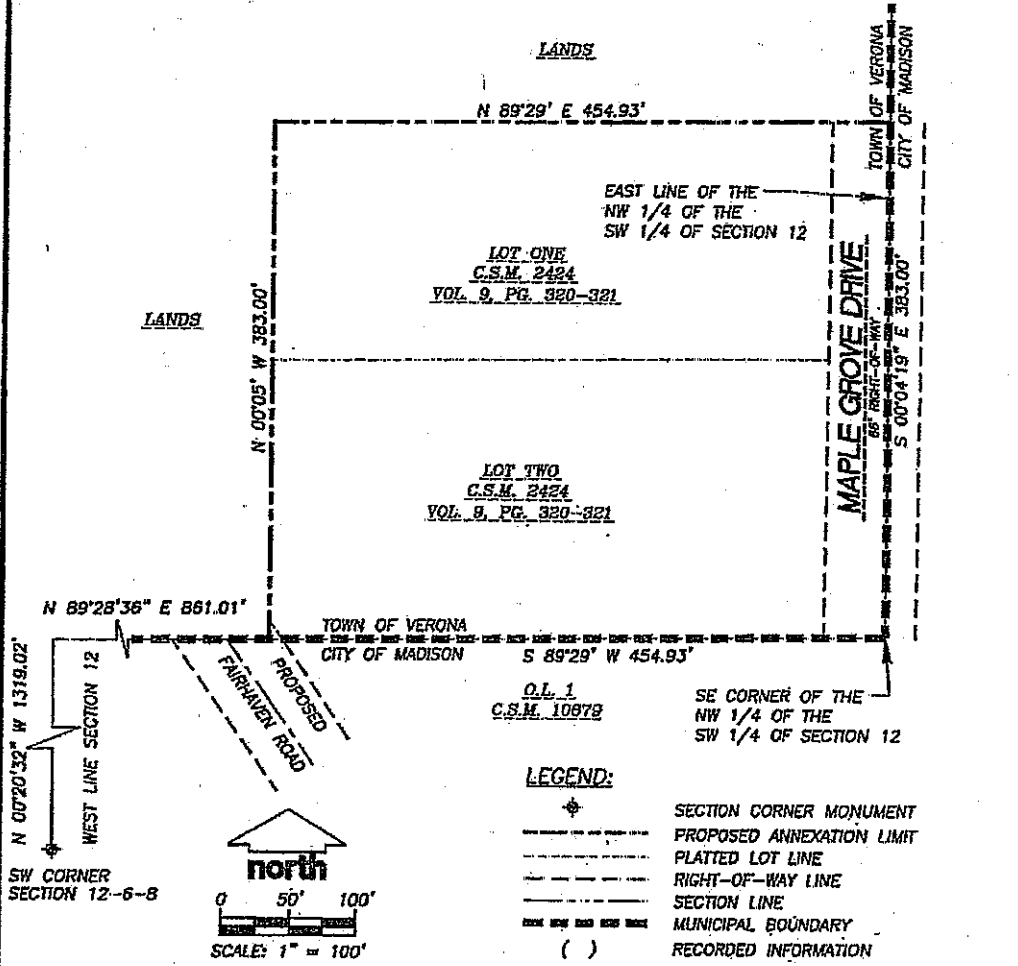 LANDS
N 89°29' E 454.93'
TOWN OF VERONA
CITY OF MADISON
EAST LINE OF THE
NW 1/4 OF THE
SW 1/4 OF SECTION 12
LOT ONE
C.S.M. 2424
VOL. 9, PG. 320-321
LANDS
N 00°05' W 383.00'
MAPLE GROVE DRIVE
66' RIGHT-OF-WAY
S 00°04'19" E 383.00'
LOT TWO
C.S.M. 2424
VOL. 9, PG. 320-321
N 89°28'36" E 861.01'
TOWN OF VERONA
CITY OF MADISON
S 89°29' W 454.93'
N 00°20'32" W 1319.02'
WEST LINE SECTION 12
PROPOSED
FAIRHAVEN ROAD
O.L. 1
C.S.M. 10879
SE CORNER OF THE
NW 1/4 OF THE
SW 1/4 OF SECTION 12
SW CORNER
SECTION 12-6-8
north
0 50' 100'
SCALE: 1" = 100'
LEGEND:
SECTION CORNER MONUMENT
PROPOSED ANNEXATION LIMIT
PLATTED LOT LINE
RIGHT-OF-WAY LINE
SECTION LINE
MUNICIPAL BOUNDARY
( ) RECORDED INFORMATION